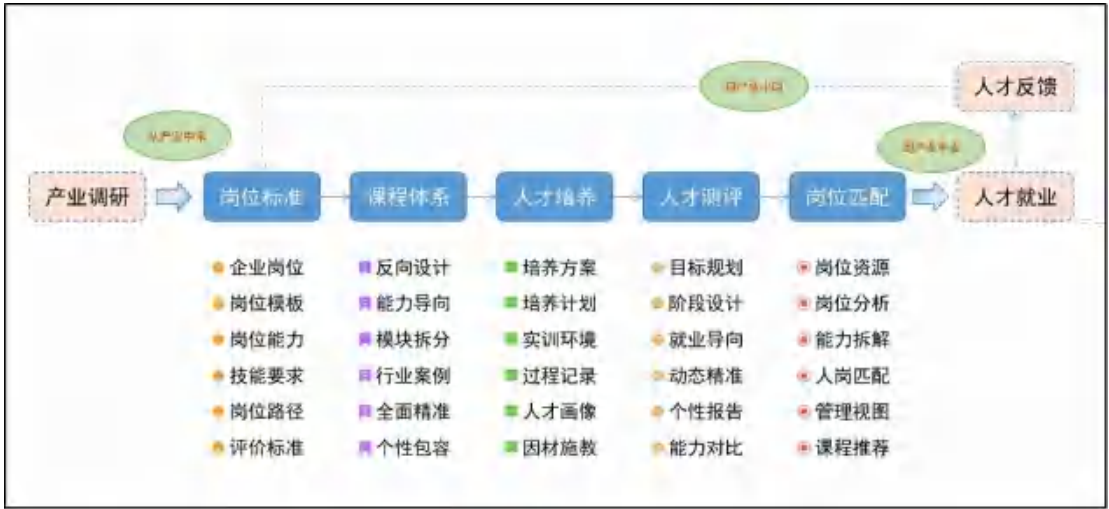 人才反馈
从产业中来
产业调研
岗位标准
课程体系
人才培养
人才测评
岗位匹配
人才就业
企业岗位
反向设计
培养方案
目标规划
岗位资源
岗位模板
能力导向
培养计划
阶段设计
岗位分析
岗位能力
模块拆分
实训环境
就业导向
能力拆解
技能要求
行业案例
过程记录
动态精准
人岗匹配
岗位路径
全面精准
人才画像
个性报告
管理视图
评价标准
个性包容
因材施教
能力对比
课程推荐